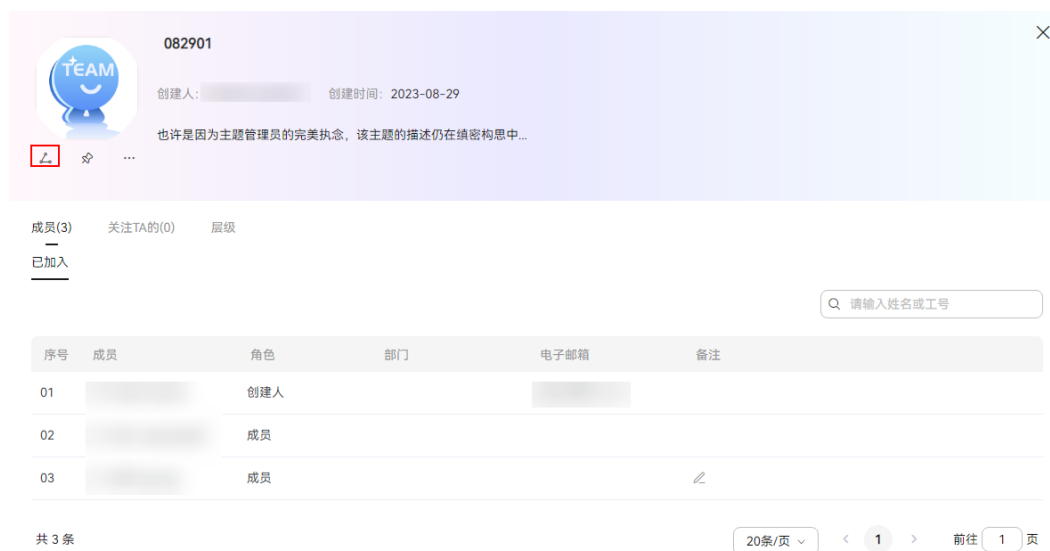 082901
TEAM
创建人: 创建时间: 2023-08-29
也许是因为主题管理员的完美执念，该主题的描述仍在缜密构思中...
成员(3) 关注TA的(0) 层级
已加入
请输入姓名或工号
序号 成员 角色 部门 电子邮箱 备注
01 创建人
02 成员
03 成员
共 3 条 20条/页 1 前往 1 页